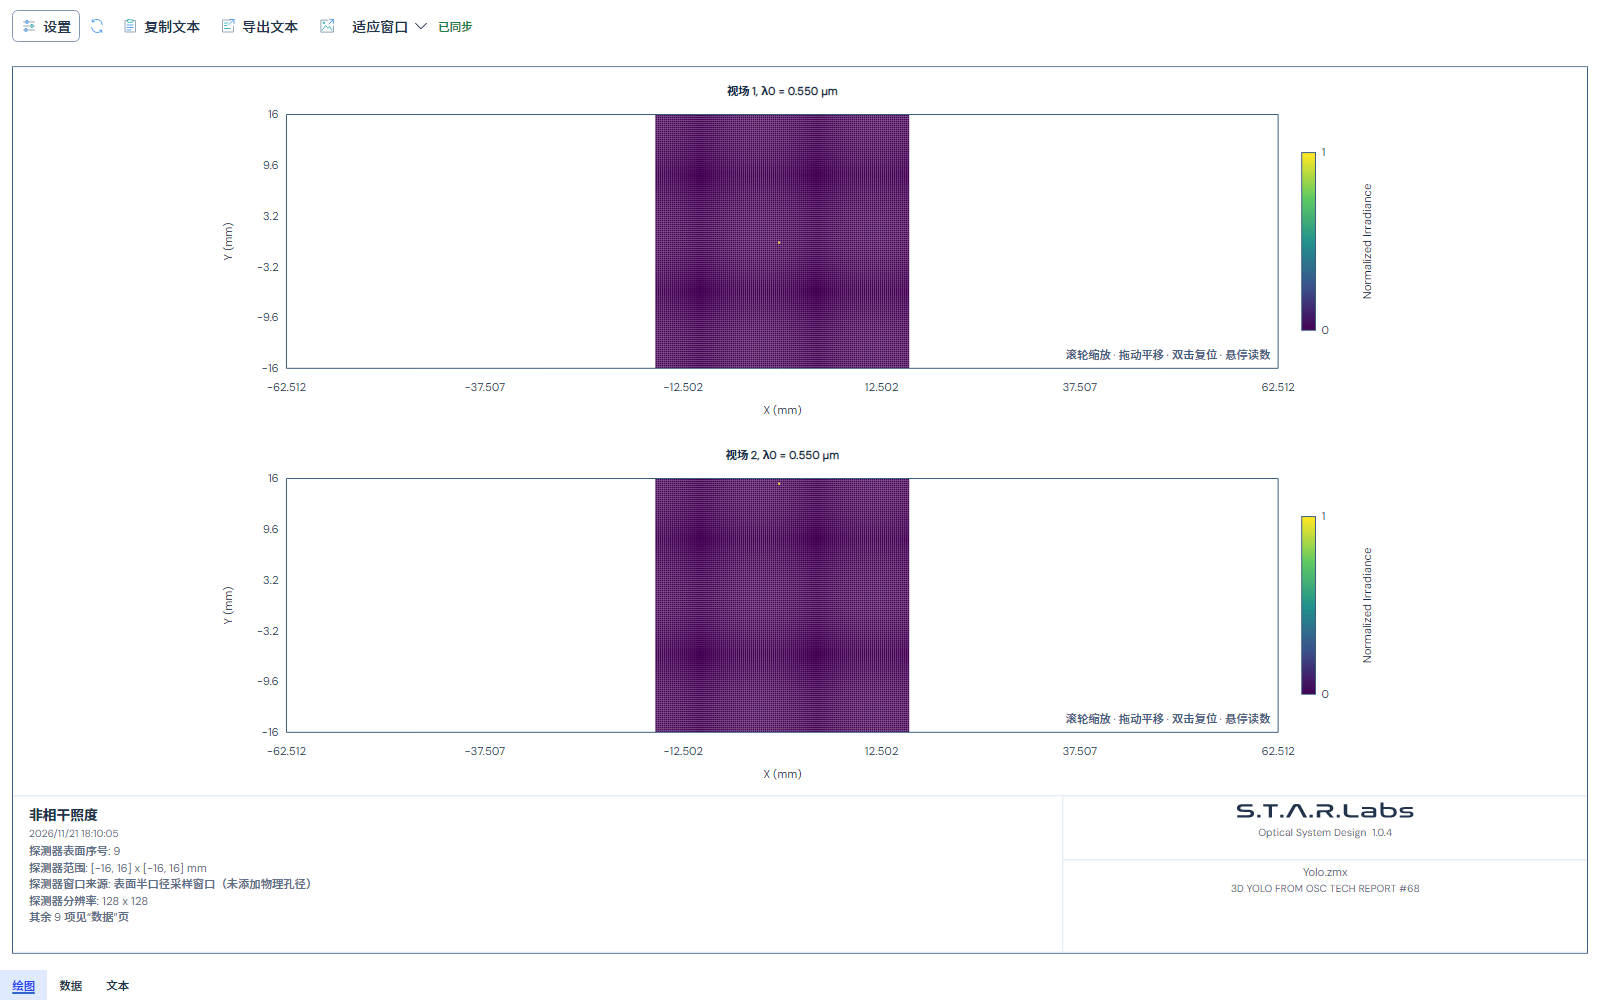 设置 复制文本 导出文本 适应窗口 已同步
视场 1, λ0 = 0.550 µm
16
9.6
3.2
-3.2
-9.6
-16
Y (mm)
-62.512 -37.507 -12.502 12.502 37.507 62.512
X (mm)
滚轮缩放 · 拖动平移 · 双击复位 · 悬停读数
1
0
Normalized Irradiance
视场 2, λ0 = 0.550 µm
16
9.6
3.2
-3.2
-9.6
-16
Y (mm)
-62.512 -37.507 -12.502 12.502 37.507 62.512
X (mm)
滚轮缩放 · 拖动平移 · 双击复位 · 悬停读数
1
0
Normalized Irradiance
非相干照度
2026/11/21 18:10:05
探测器表面序号: 9
探测器范围: [-16, 16] x [-16, 16] mm
探测器窗口来源: 表面半口径采样窗口（未添加物理孔径）
探测器分辨率: 128 x 128
其余 9 项见“数据”页
S.T.A.R.Labs
Optical System Design 1.0.4
Yolo.zmx
3D YOLO FROM OSC TECH REPORT #68
绘图 数据 文本